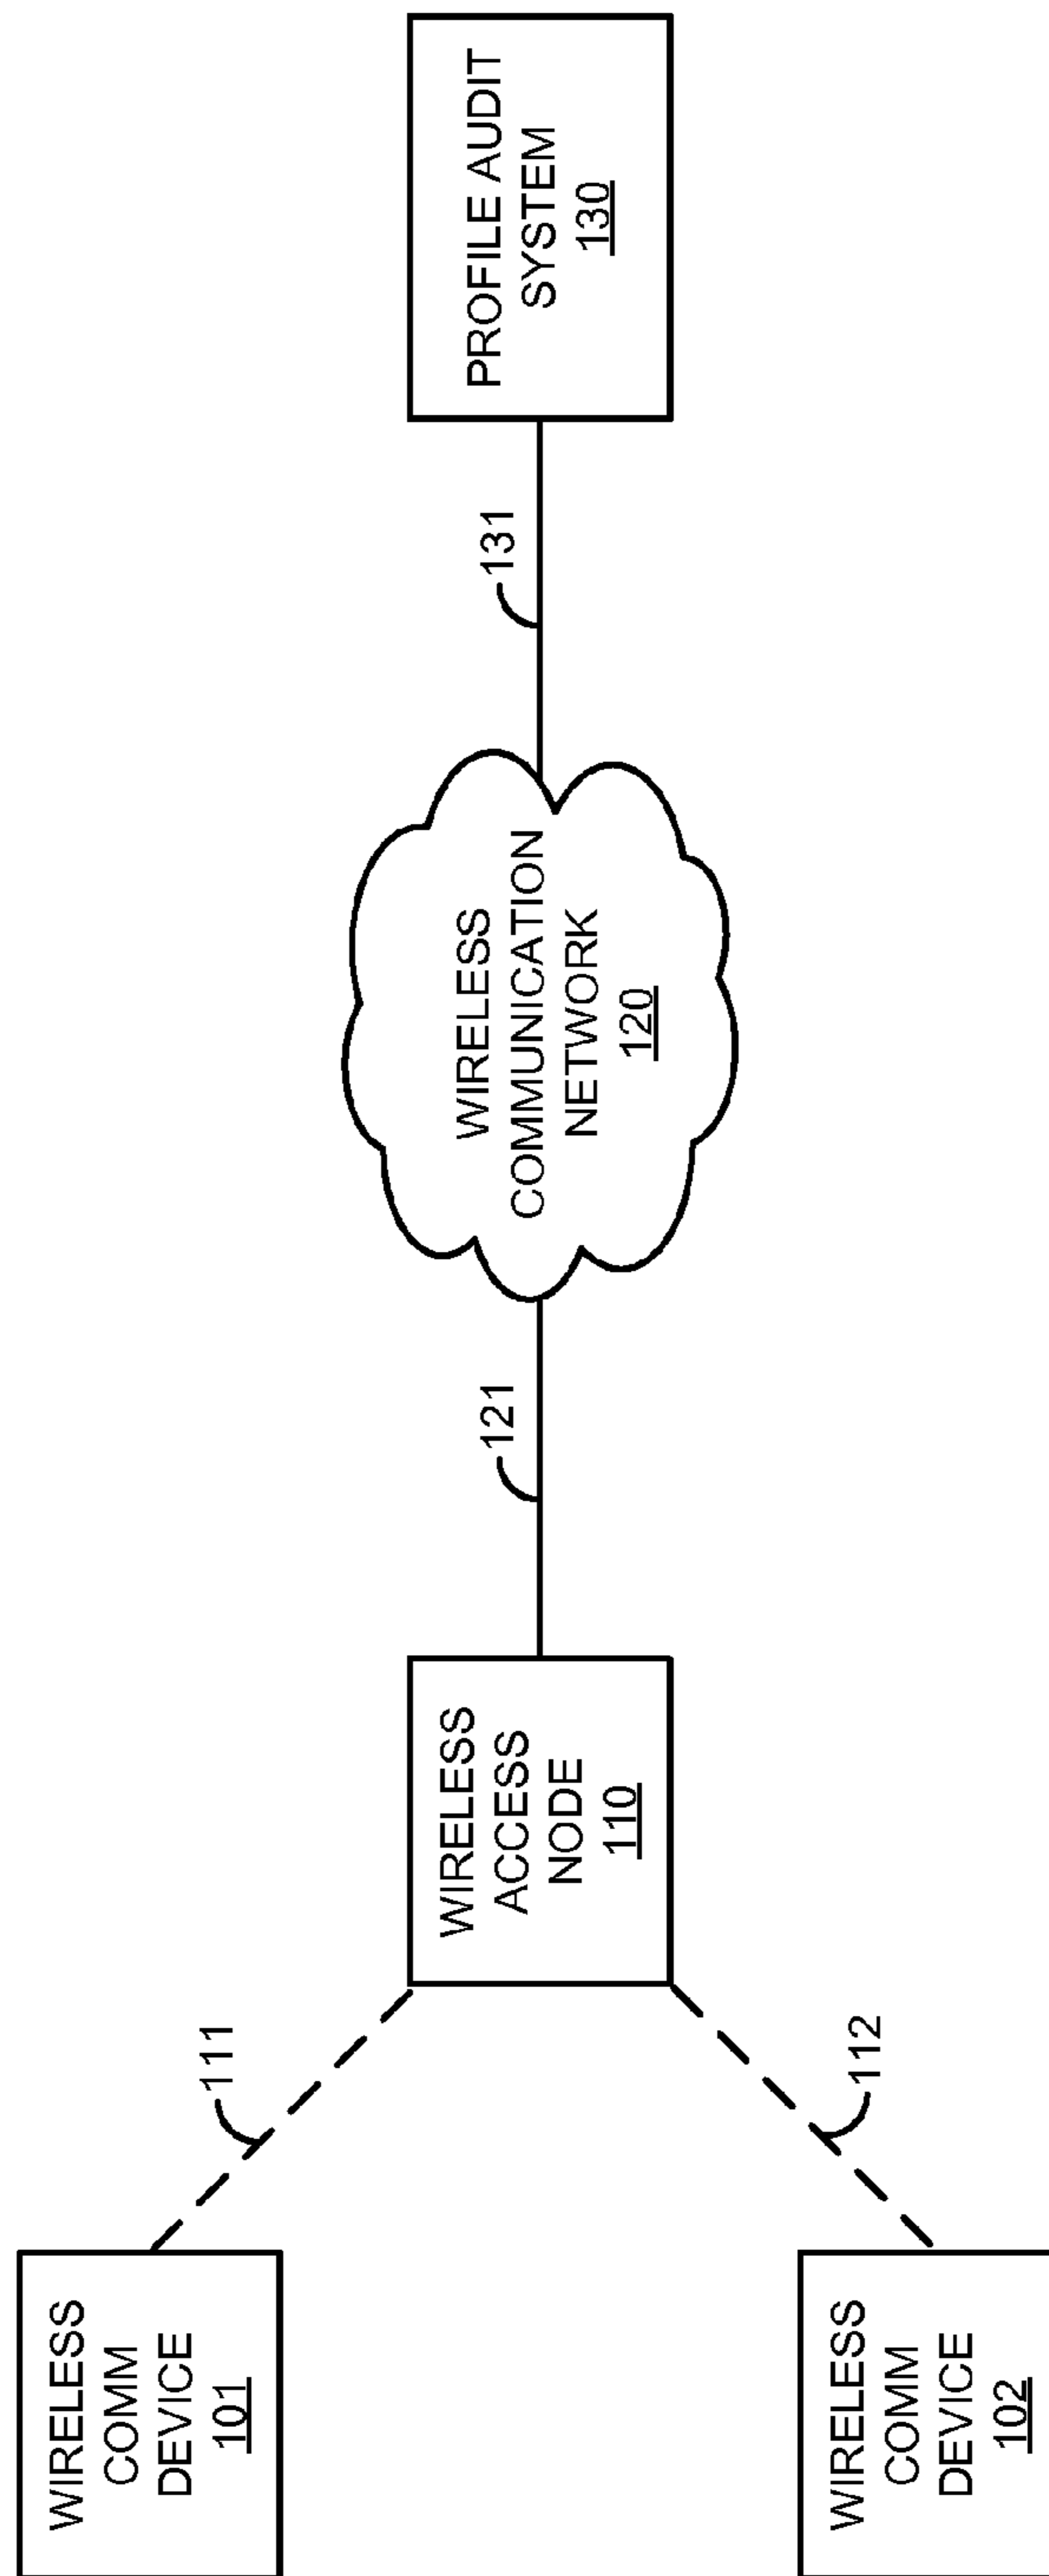 WIRELESS
COMM
DEVICE
101
111
WIRELESS
COMM
DEVICE
102
112
WIRELESS
ACCESS
NODE
110
121
WIRELESS
COMMUNICATION
NETWORK
120
131
PROFILE AUDIT
SYSTEM
130